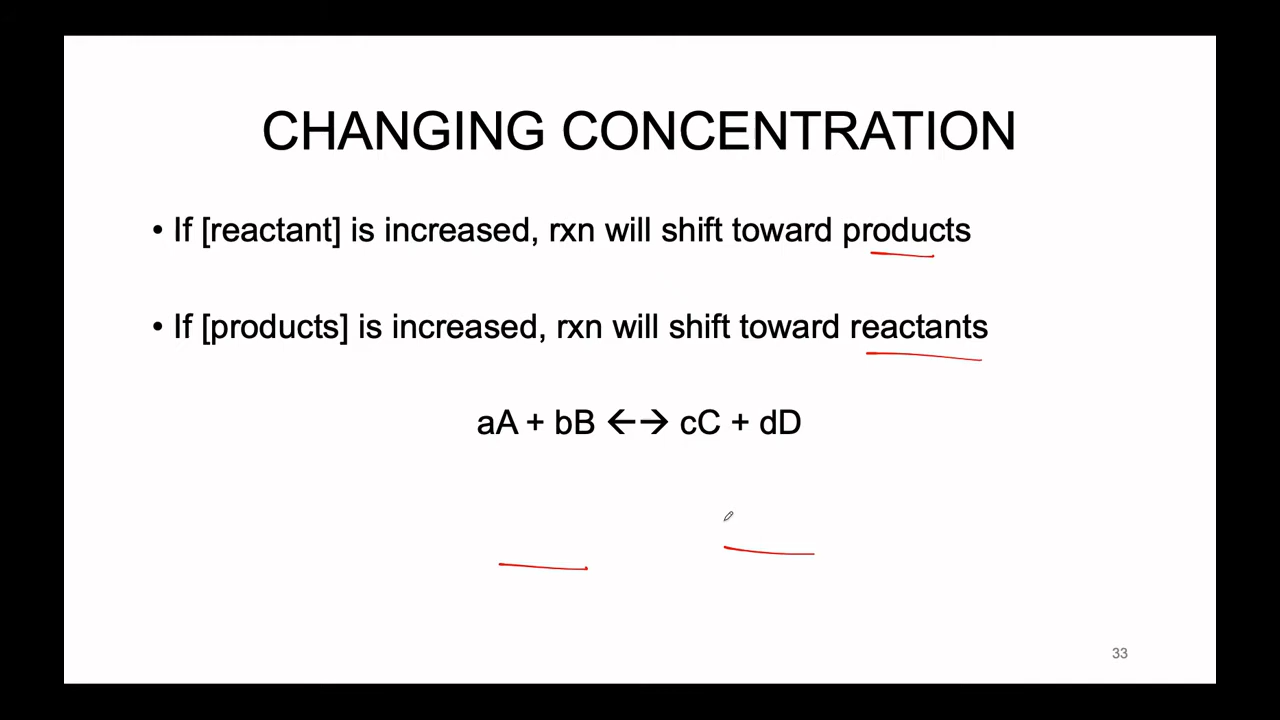 CHANGING CONCENTRATION
• If [reactant] is increased, rxn will shift toward products
• If [products] is increased, rxn will shift toward reactants
aA + bB ←→ cC + dD
33